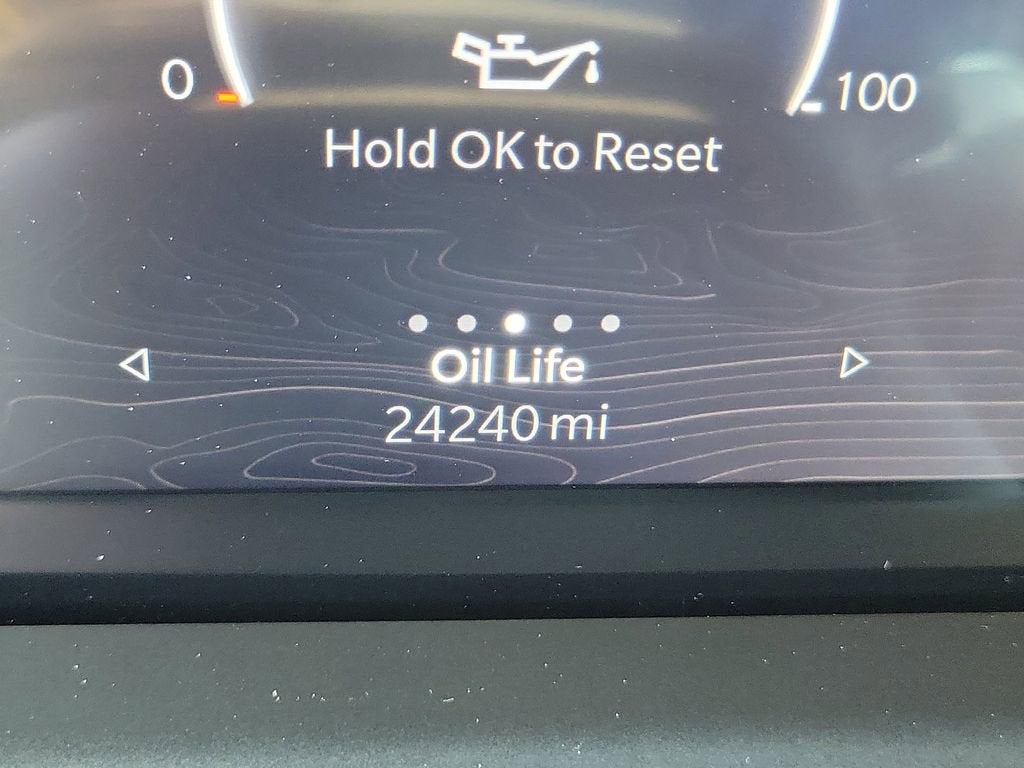 0 100
Hold OK to Reset
Oil Life
24240 mi